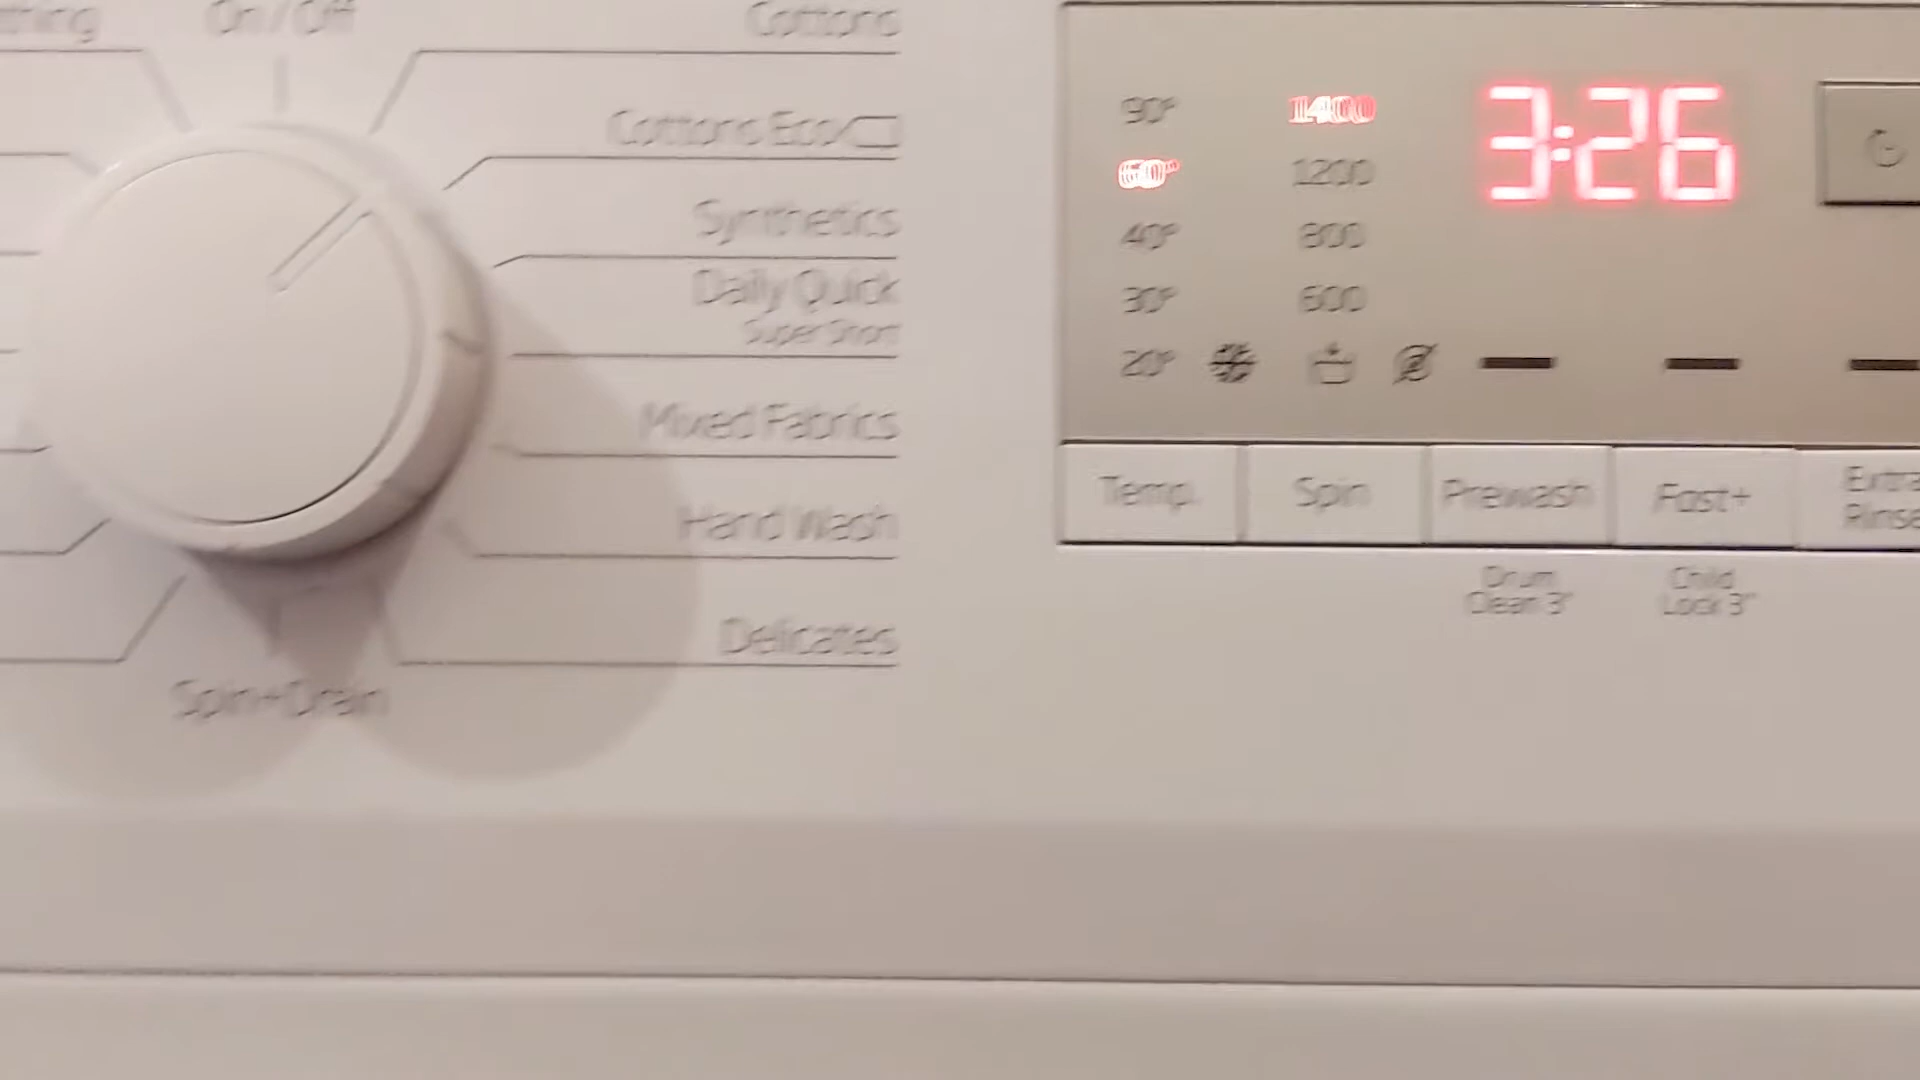 thing
On / Off
Cottons
Cottons Eco
Synthetics
Daily Quick
Super Short
Mixed Fabrics
Hand Wash
Delicates
Spin+Drain
90° 1400 3:26
60° 1200
40° 800
30° 600
20°
Temp. Spin Prewash Fast+ Extra
Rinse
Drum Child
Clean 3" Lock 3"